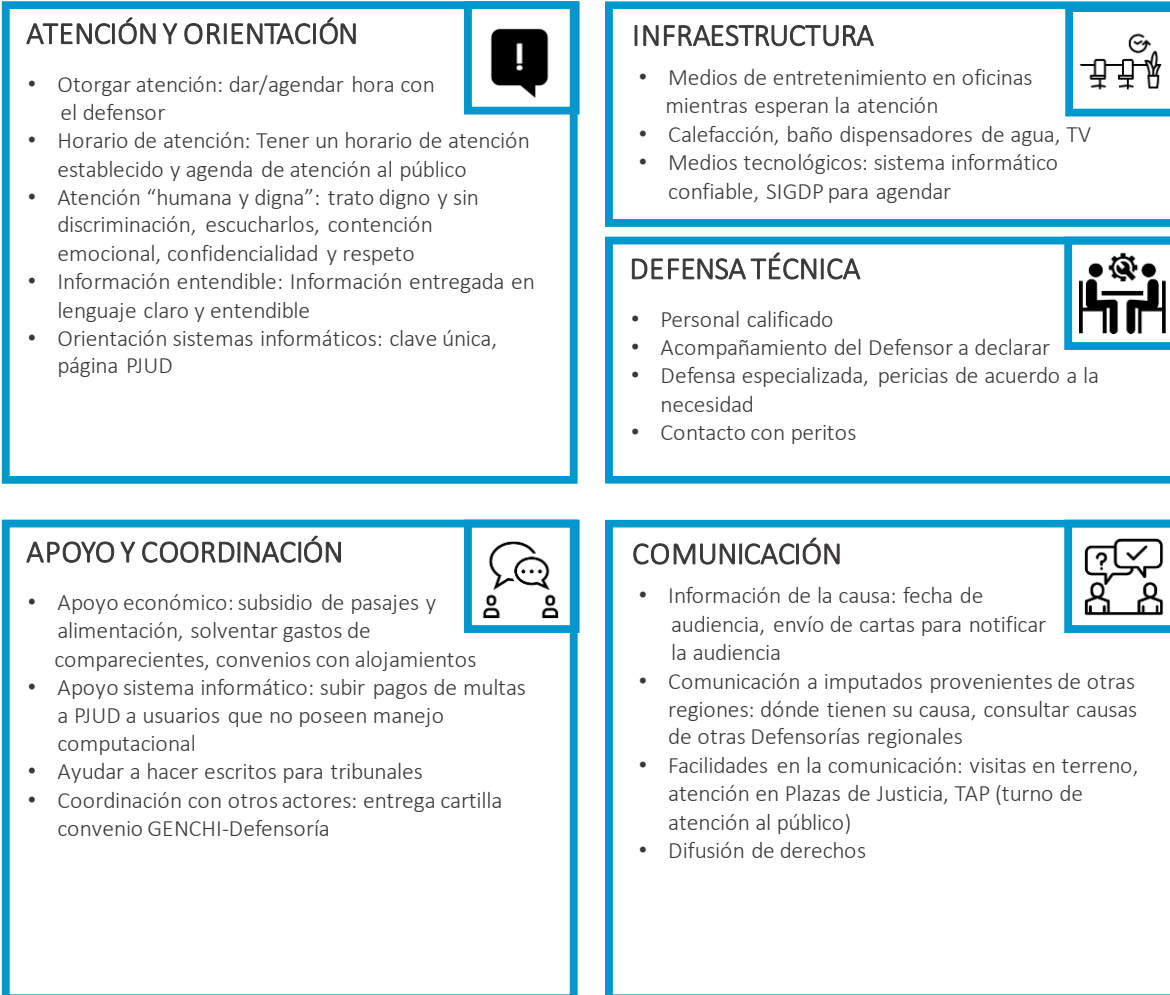 ATENCIÓN Y ORIENTACIÓN
• Otorgar atención: dar/agendar hora con
el defensor
• Horario de atención: Tener un horario de atención
establecido y agenda de atención al público
• Atención “humana y digna”: trato digno y sin
discriminación, escucharlos, contención
emocional, confidencialidad y respeto
• Información entendible: Información entregada en
lenguaje claro y entendible
• Orientación sistemas informáticos: clave única,
página PJUD
INFRAESTRUCTURA
• Medios de entretenimiento en oficinas
mientras esperan la atención
• Calefacción, baño dispensadores de agua, TV
• Medios tecnológicos: sistema informático
confiable, SIGDP para agendar
DEFENSA TÉCNICA
• Personal calificado
• Acompañamiento del Defensor a declarar
• Defensa especializada, pericias de acuerdo a la
necesidad
• Contacto con peritos
APOYO Y COORDINACIÓN
• Apoyo económico: subsidio de pasajes y
alimentación, solventar gastos de
comparecientes, convenios con alojamientos
• Apoyo sistema informático: subir pagos de multas
a PJUD a usuarios que no poseen manejo
computacional
• Ayudar a hacer escritos para tribunales
• Coordinación con otros actores: entrega cartilla
convenio GENCHI-Defensoría
COMUNICACIÓN
• Información de la causa: fecha de
audiencia, envío de cartas para notificar
la audiencia
• Comunicación a imputados provenientes de otras
regiones: dónde tienen su causa, consultar causas
de otras Defensorías regionales
• Facilidades en la comunicación: visitas en terreno,
atención en Plazas de Justicia, TAP (turno de
atención al público)
• Difusión de derechos